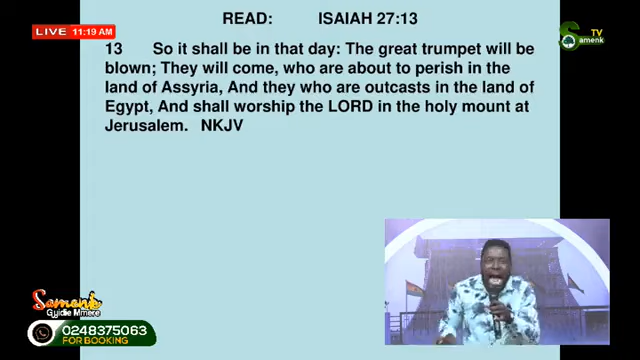 LIVE 11:19 AM
READ: ISAIAH 27:13
Samenk TV
13 So it shall be in that day: The great trumpet will be
blown; They will come, who are about to perish in the
land of Assyria, And they who are outcasts in the land of
Egypt, And shall worship the LORD in the holy mount at
Jerusalem. NKJV
Samenk
Gyidie Mmere
0248375063
FOR BOOKING